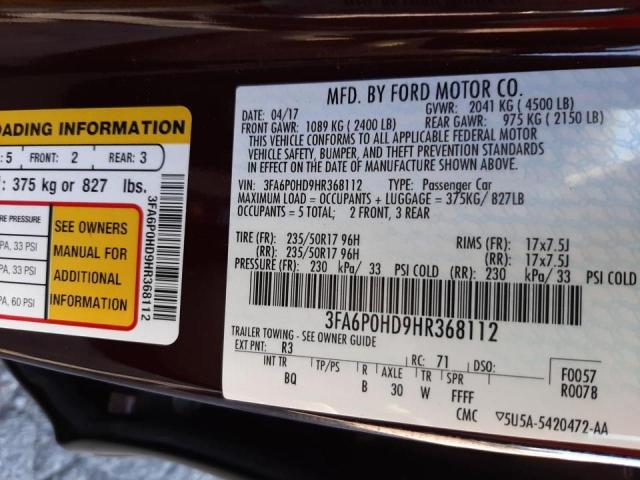 OADING INFORMATION
: 5 FRONT: 2 REAR: 3
: 375 kg or 827 lbs.
E PRESSURE
PA, 33 PSI
PA, 33 PSI
PA, 60 PSI
SEE OWNERS
MANUAL FOR
ADDITIONAL
INFORMATION
3FA6P0HD9HR368112
MFD. BY FORD MOTOR CO.
DATE: 04/17 GVWR: 2041 KG ( 4500 LB)
FRONT GAWR: 1089 KG ( 2400 LB) REAR GAWR: 975 KG ( 2150 LB)
THIS VEHICLE CONFORMS TO ALL APPLICABLE FEDERAL MOTOR
VEHICLE SAFETY, BUMPER, AND THEFT PREVENTION STANDARDS
IN EFFECT ON THE DATE OF MANUFACTURE SHOWN ABOVE.
VIN: 3FA6P0HD9HR368112 TYPE: Passenger Car
MAXIMUM LOAD = OCCUPANTS + LUGGAGE = 375KG/ 827LB
OCCUPANTS = 5 TOTAL; 2 FRONT, 3 REAR
TIRE (FR): 235/50R17 96H RIMS (FR): 17x7.5J
(RR): 235/50R17 96H (RR): 17x7.5J
PRESSURE (FR): 230 kPa/ 33 PSI COLD (RR): 230 kPa/ 33 PSI COLD
3FA6P0HD9HR368112
TRAILER TOWING - SEE OWNER GUIDE
EXT PNT: R3 RC: 71 DSO:
F0057
R0078
INT TR TP/PS R AXLE TR SPR
BQ B 30 W FFFF
CMC ▽5U5A-5420472-AA